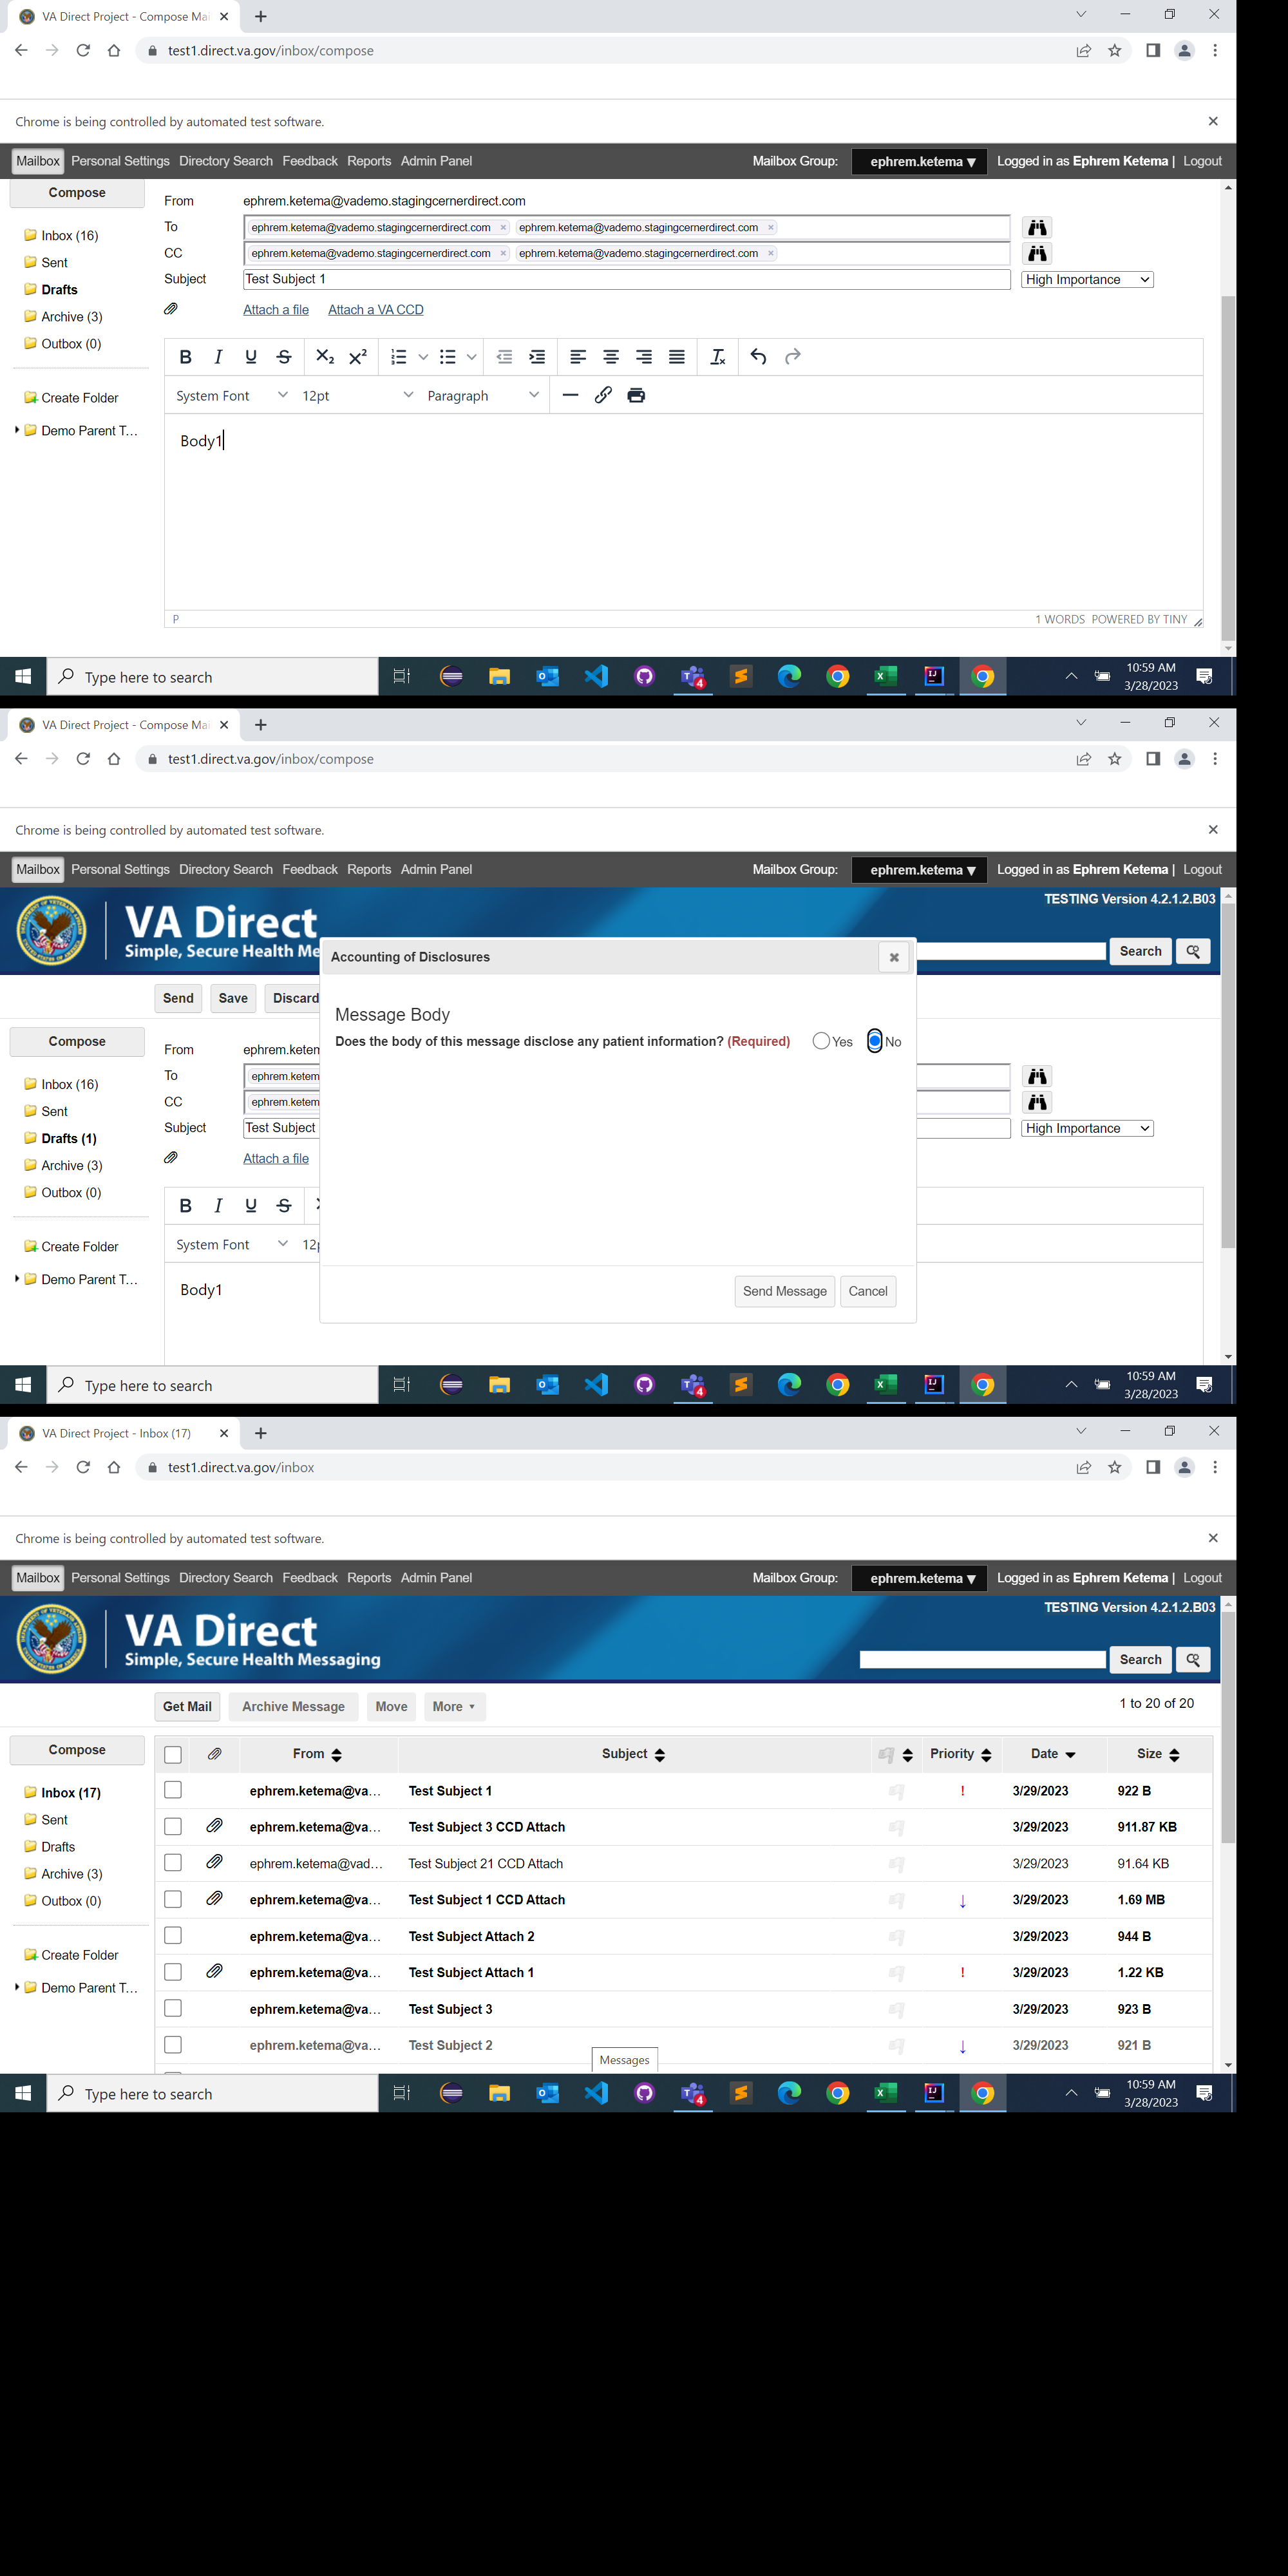 VA Direct Project - Compose Ma
test1.direct.va.gov/inbox/compose
Chrome is being controlled by automated test software.
Mailbox Personal Settings Directory Search Feedback Reports Admin Panel Mailbox Group: ephrem.ketema ▼ Logged in as Ephrem Ketema | Logout
Compose
From ephrem.ketema@vademo.stagingcernerdirect.com
Inbox (16)
To ephrem.ketema@vademo.stagingcernerdirect.com × ephrem.ketema@vademo.stagingcernerdirect.com ×
Sent
CC ephrem.ketema@vademo.stagingcernerdirect.com × ephrem.ketema@vademo.stagingcernerdirect.com ×
Drafts
Subject Test Subject 1 High Importance
Archive (3)
Attach a file Attach a VA CCD
Outbox (0)
B I U S X₂ X²
Create Folder
System Font 12pt Paragraph
Demo Parent T...
Body1
P 1 WORDS POWERED BY TINY
Type here to search
4
10:59 AM
3/28/2023
VA Direct Project - Compose Ma
test1.direct.va.gov/inbox/compose
Chrome is being controlled by automated test software.
Mailbox Personal Settings Directory Search Feedback Reports Admin Panel Mailbox Group: ephrem.ketema ▼ Logged in as Ephrem Ketema | Logout
TESTING Version 4.2.1.2.B03
VA Direct
Simple, Secure Health Me
Search
Accounting of Disclosures
Send Save Discard
Message Body
Does the body of this message disclose any patient information? (Required) Yes No
Send Message Cancel
Compose
Inbox (16)
Sent
Drafts (1)
Archive (3)
Outbox (0)
Create Folder
Demo Parent T...
From ephrem.ketem
To ephrem.ketem
CC ephrem.ketem
Subject Test Subject High Importance
Attach a file
B I U S
System Font 12p
Body1
Type here to search
4
10:59 AM
3/28/2023
VA Direct Project - Inbox (17)
test1.direct.va.gov/inbox
Chrome is being controlled by automated test software.
Mailbox Personal Settings Directory Search Feedback Reports Admin Panel Mailbox Group: ephrem.ketema ▼ Logged in as Ephrem Ketema | Logout
TESTING Version 4.2.1.2.B03
VA Direct
Simple, Secure Health Messaging
Search
Get Mail Archive Message Move More 1 to 20 of 20
Compose
Inbox (17)
Sent
Drafts
Archive (3)
Outbox (0)
Create Folder
Demo Parent T...
From Subject Priority Date Size
ephrem.ketema@va... Test Subject 1 ! 3/29/2023 922 B
ephrem.ketema@va... Test Subject 3 CCD Attach 3/29/2023 911.87 KB
ephrem.ketema@vad... Test Subject 21 CCD Attach 3/29/2023 91.64 KB
ephrem.ketema@va... Test Subject 1 CCD Attach ↓ 3/29/2023 1.69 MB
ephrem.ketema@va... Test Subject Attach 2 3/29/2023 944 B
ephrem.ketema@va... Test Subject Attach 1 ! 3/29/2023 1.22 KB
ephrem.ketema@va... Test Subject 3 3/29/2023 923 B
ephrem.ketema@va... Test Subject 2 ↓ 3/29/2023 921 B
Messages
Type here to search
4
10:59 AM
3/28/2023